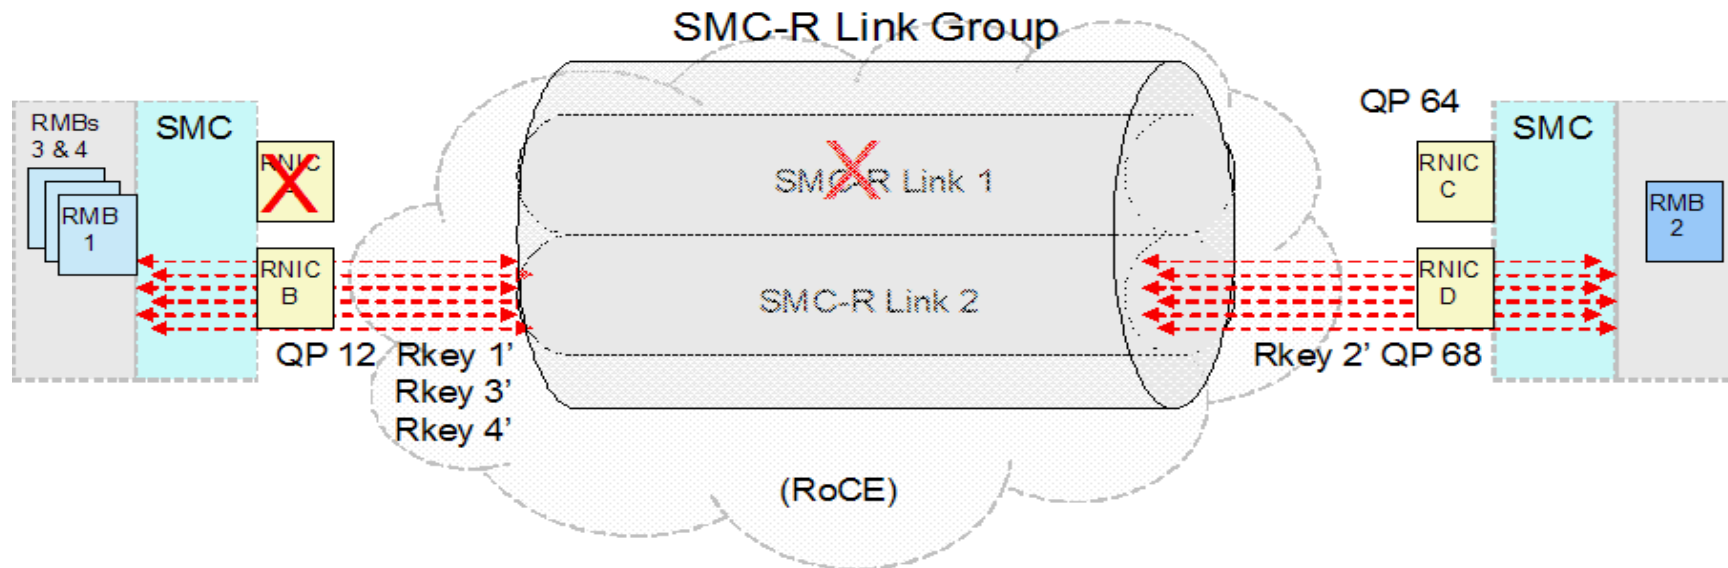 SMC-R Link Group
RMBs
3 & 4
SMC
RNIC
RMB
1
RNIC
B
QP 12 Rkey 1’
Rkey 3’
Rkey 4’
SMC-R Link 1
SMC-R Link 2
(RoCE)
QP 64
RNIC
C
SMC
RMB
2
RNIC
D
Rkey 2’ QP 68